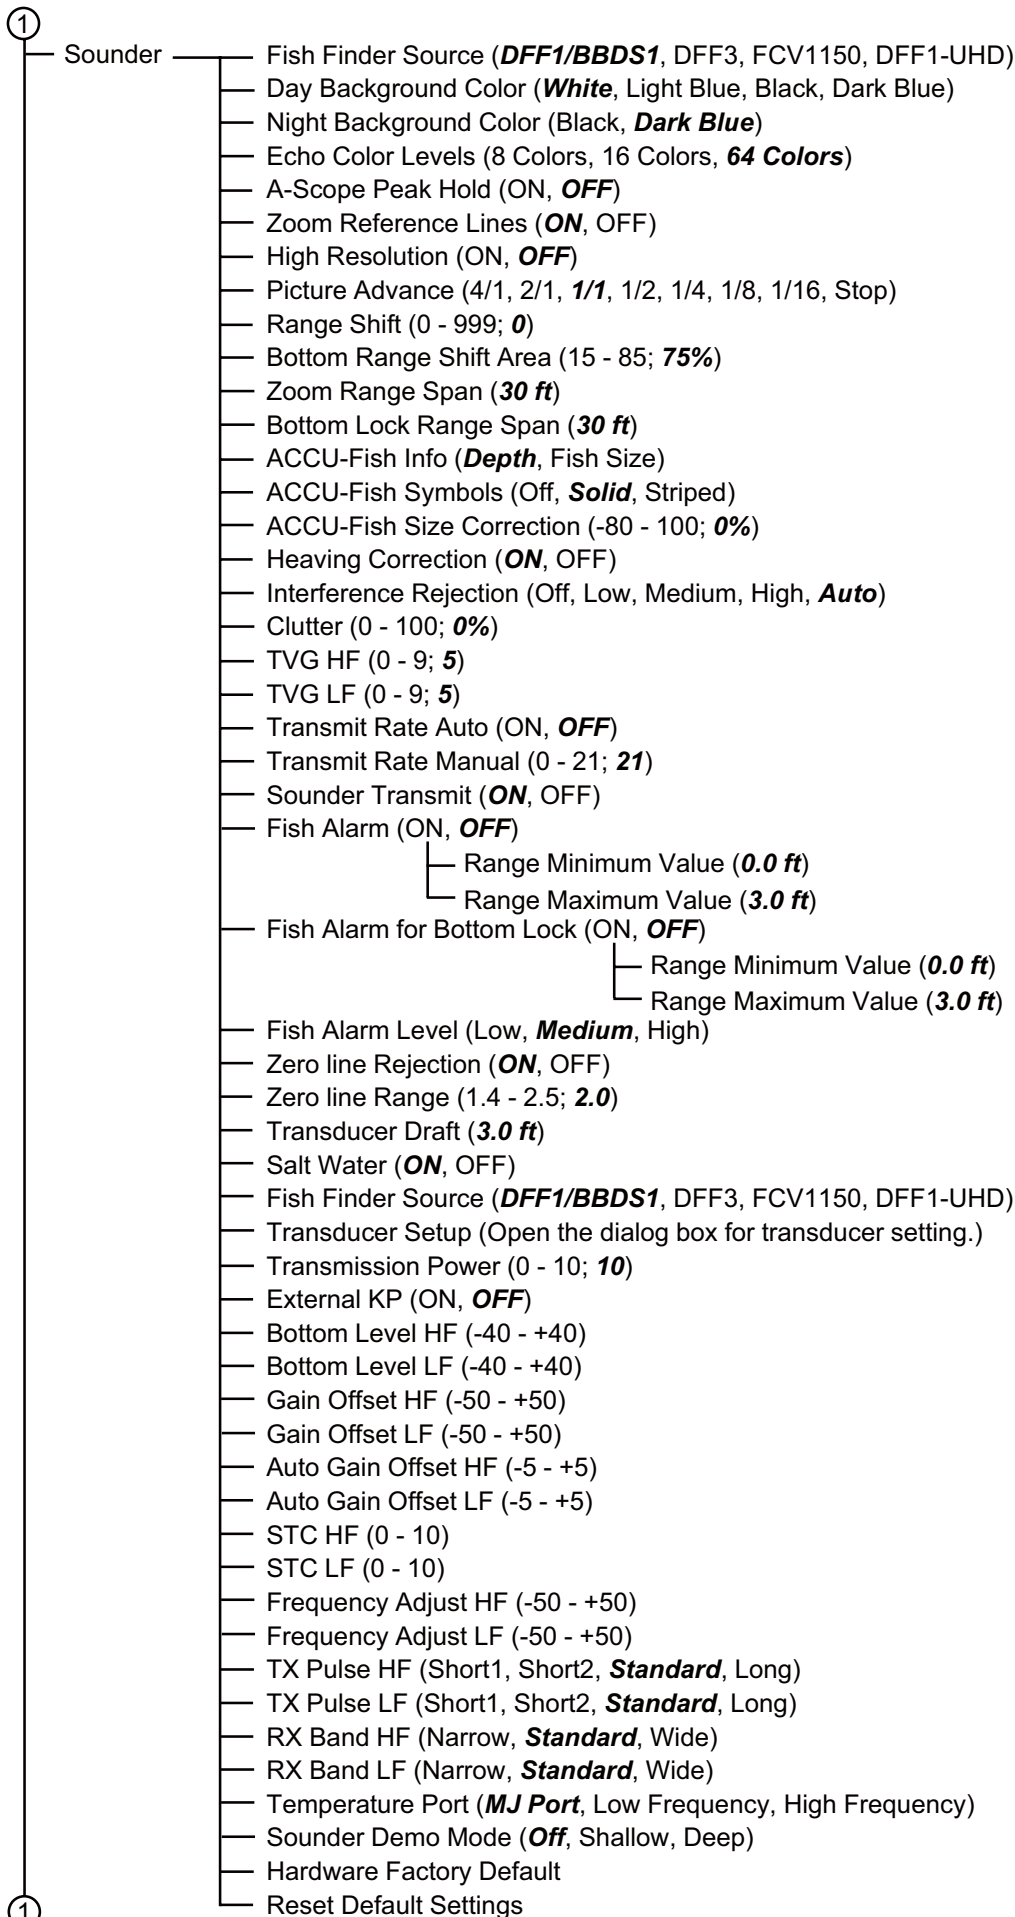 1
Sounder
Fish Finder Source (DFF1/BBDS1, DFF3, FCV1150, DFF1-UHD)
Day Background Color (White, Light Blue, Black, Dark Blue)
Night Background Color (Black, Dark Blue)
Echo Color Levels (8 Colors, 16 Colors, 64 Colors)
A-Scope Peak Hold (ON, OFF)
Zoom Reference Lines (ON, OFF)
High Resolution (ON, OFF)
Picture Advance (4/1, 2/1, 1/1, 1/2, 1/4, 1/8, 1/16, Stop)
Range Shift (0 - 999; 0)
Bottom Range Shift Area (15 - 85; 75%)
Zoom Range Span (30 ft)
Bottom Lock Range Span (30 ft)
ACCU-Fish Info (Depth, Fish Size)
ACCU-Fish Symbols (Off, Solid, Striped)
ACCU-Fish Size Correction (-80 - 100; 0%)
Heaving Correction (ON, OFF)
Interference Rejection (Off, Low, Medium, High, Auto)
Clutter (0 - 100; 0%)
TVG HF (0 - 9; 5)
TVG LF (0 - 9; 5)
Transmit Rate Auto (ON, OFF)
Transmit Rate Manual (0 - 21; 21)
Sounder Transmit (ON, OFF)
Fish Alarm (ON, OFF)
Range Minimum Value (0.0 ft)
Range Maximum Value (3.0 ft)
Fish Alarm for Bottom Lock (ON, OFF)
Range Minimum Value (0.0 ft)
Range Maximum Value (3.0 ft)
Fish Alarm Level (Low, Medium, High)
Zero line Rejection (ON, OFF)
Zero line Range (1.4 - 2.5; 2.0)
Transducer Draft (3.0 ft)
Salt Water (ON, OFF)
Fish Finder Source (DFF1/BBDS1, DFF3, FCV1150, DFF1-UHD)
Transducer Setup (Open the dialog box for transducer setting.)
Transmission Power (0 - 10; 10)
External KP (ON, OFF)
Bottom Level HF (-40 - +40)
Bottom Level LF (-40 - +40)
Gain Offset HF (-50 - +50)
Gain Offset LF (-50 - +50)
Auto Gain Offset HF (-5 - +5)
Auto Gain Offset LF (-5 - +5)
STC HF (0 - 10)
STC LF (0 - 10)
Frequency Adjust HF (-50 - +50)
Frequency Adjust LF (-50 - +50)
TX Pulse HF (Short1, Short2, Standard, Long)
TX Pulse LF (Short1, Short2, Standard, Long)
RX Band HF (Narrow, Standard, Wide)
RX Band LF (Narrow, Standard, Wide)
Temperature Port (MJ Port, Low Frequency, High Frequency)
Sounder Demo Mode (Off, Shallow, Deep)
Hardware Factory Default
Reset Default Settings
1